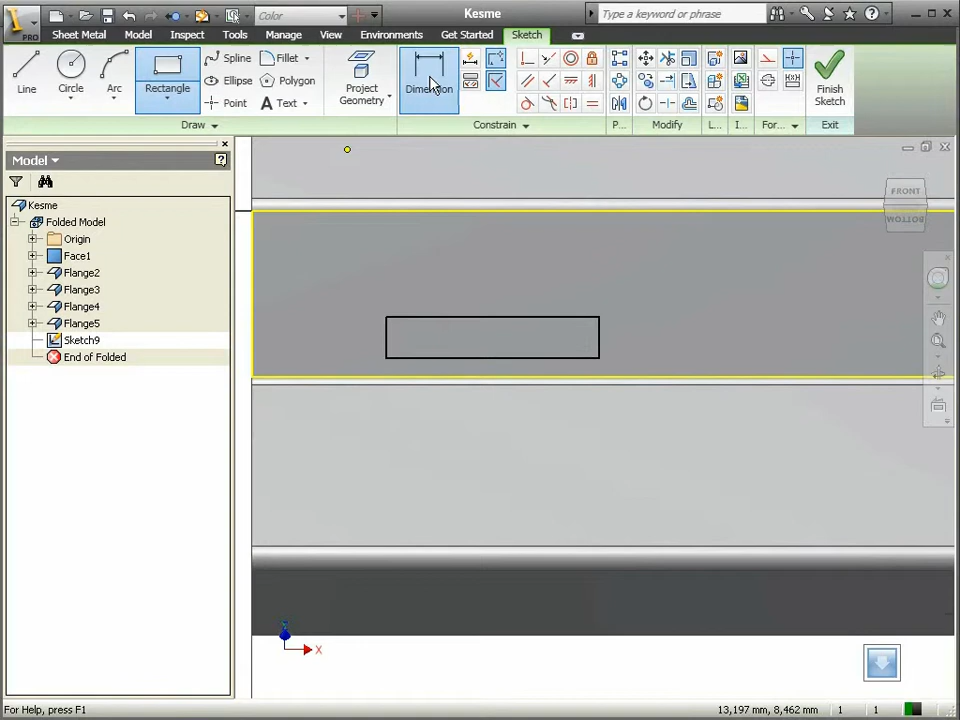 Color
Kesme
Type a keyword or phrase
PRO
Sheet Metal
Model
Inspect
Tools
Manage
View
Environments
Get Started
Sketch
Line
Circle
Arc
Rectangle
Spline
Ellipse
Point
Fillet
Polygon
Text
Project
Geometry
Dimension
Finish
Sketch
Draw
Constrain
P...
Modify
L...
I...
For...
Exit
Model
Kesme
Folded Model
Origin
Face1
Flange2
Flange3
Flange4
Flange5
Sketch9
End of Folded
FRONT
BOTTOM
Z
X
For Help, press F1
13,197 mm, 8,462 mm
1
1